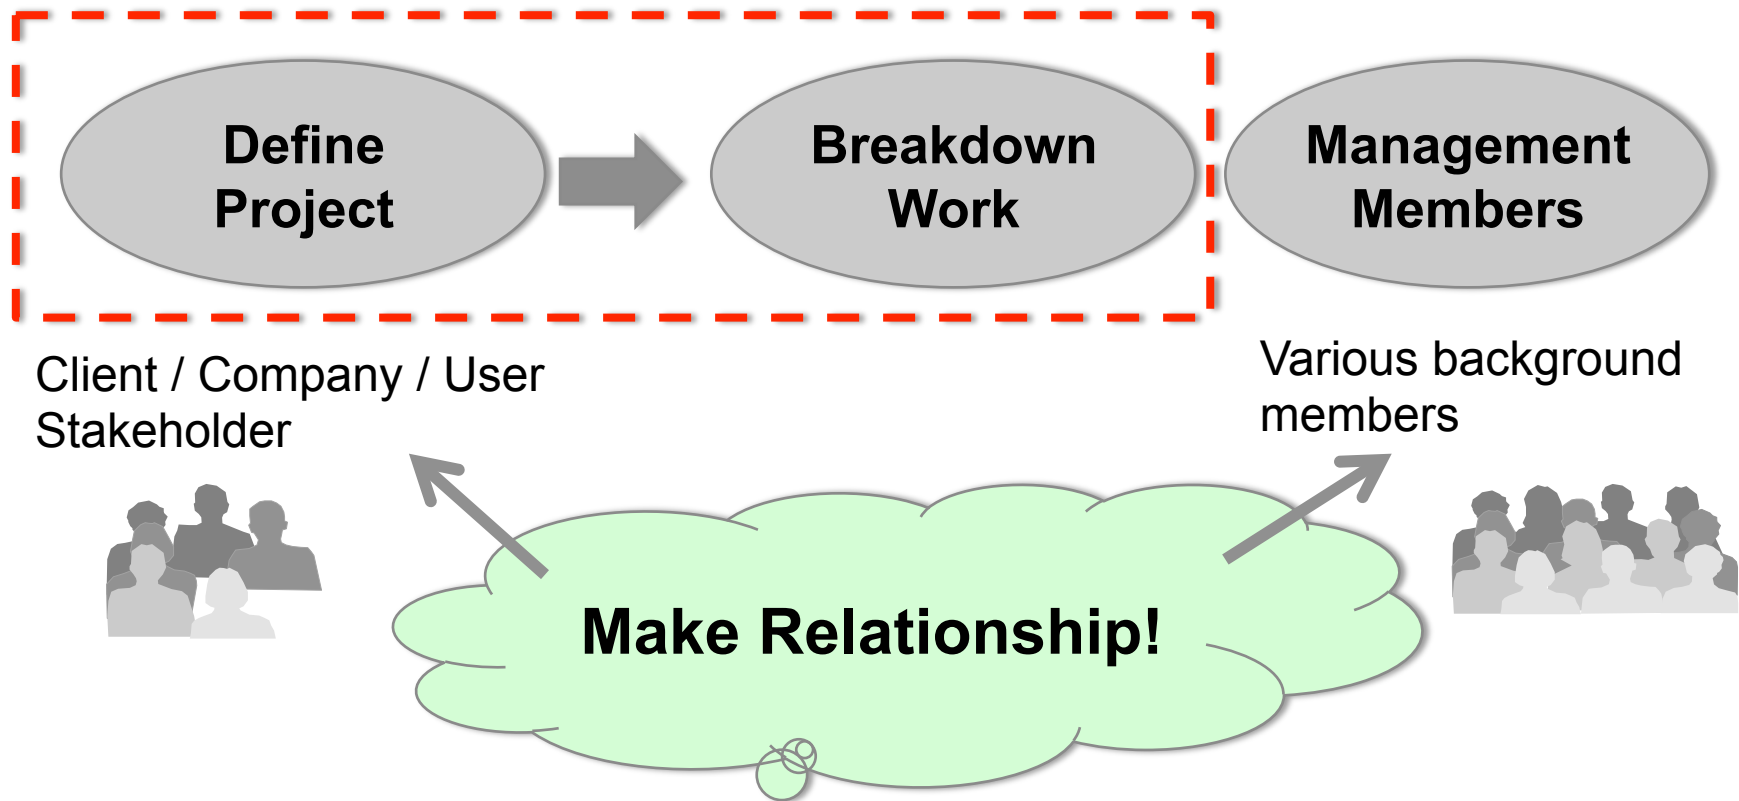 Define
Project
Breakdown
Work
Management
Members
Client / Company / User
Stakeholder
Various background
members
Make Relationship!